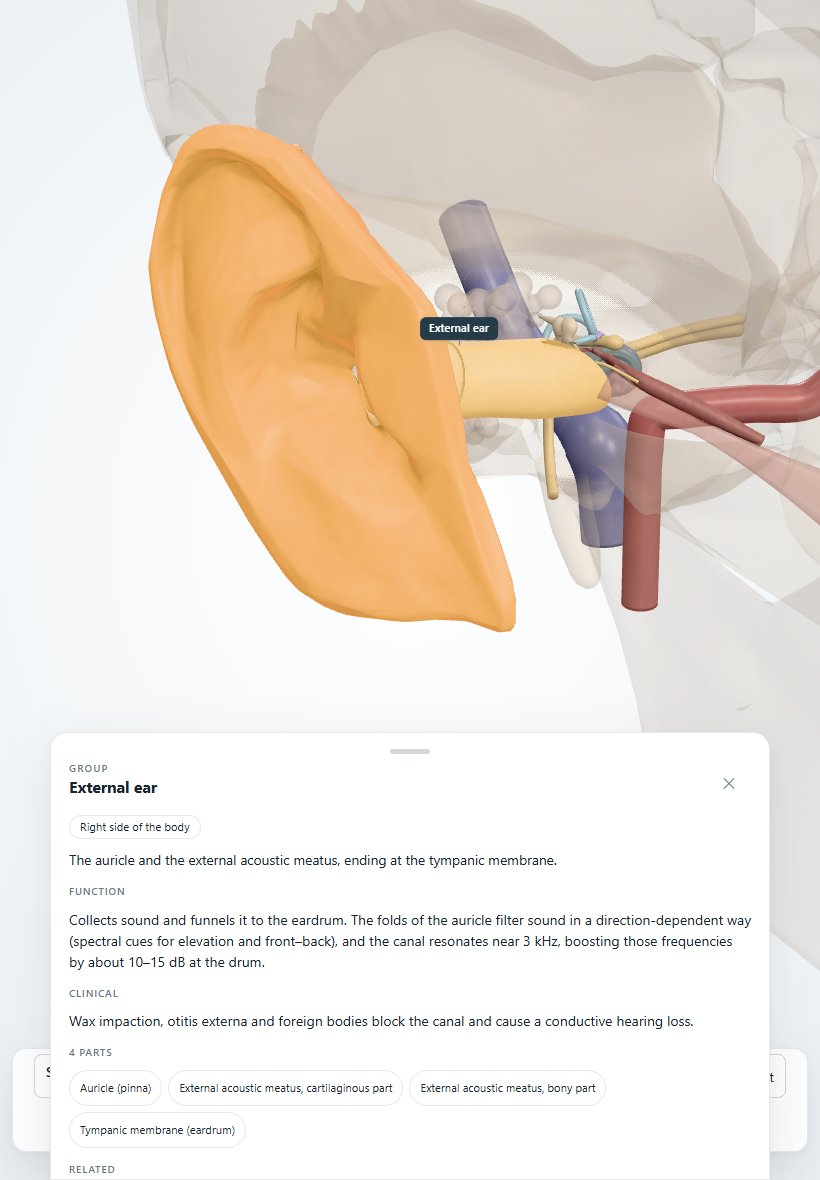 External ear
GROUP
External ear
Right side of the body
The auricle and the external acoustic meatus, ending at the tympanic membrane.
FUNCTION
Collects sound and funnels it to the eardrum. The folds of the auricle filter sound in a direction-dependent way
(spectral cues for elevation and front–back), and the canal resonates near 3 kHz, boosting those frequencies
by about 10–15 dB at the drum.
CLINICAL
Wax impaction, otitis externa and foreign bodies block the canal and cause a conductive hearing loss.
4 PARTS
Auricle (pinna)
External acoustic meatus, cartilaginous part
External acoustic meatus, bony part
Tympanic membrane (eardrum)
RELATED